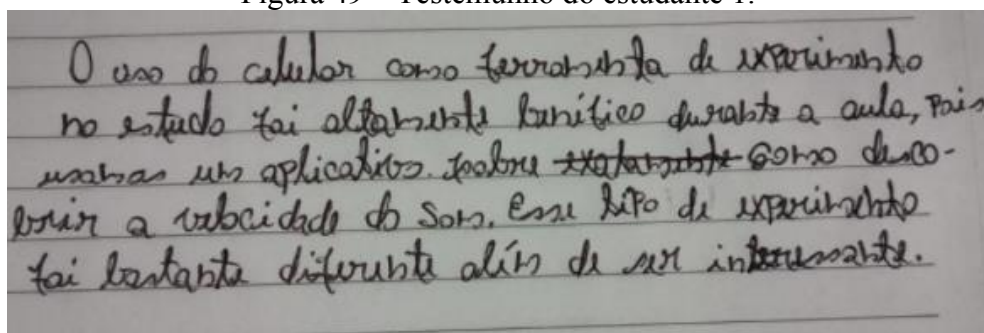 Figura 49 – Testemunho do estudante 1.
O uso do celular como ferramenta de experimento
no estudo foi altamente benéfico durante a aula, pois
usamos um aplicativo sobre exatamente como desco-
brir a velocidade do som. Esse tipo de experimento
foi bastante diferente além de ser interessante.